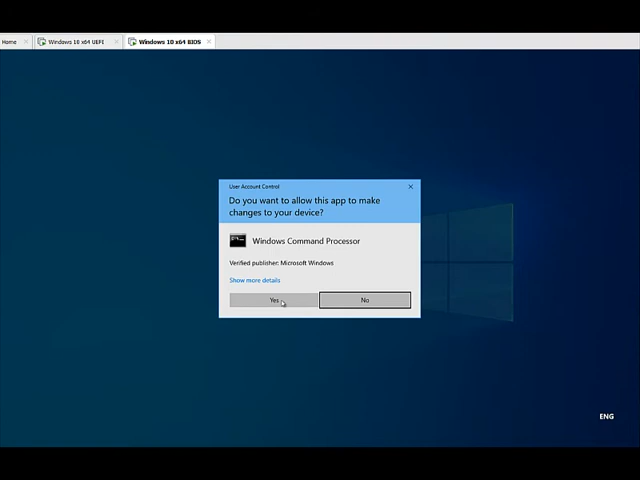 Home
Windows 10 x64 UEFI
Windows 10 x64 BIOS
User Account Control
Do you want to allow this app to make
changes to your device?
Windows Command Processor
Verified publisher: Microsoft Windows
Show more details
Yes
No
ENG